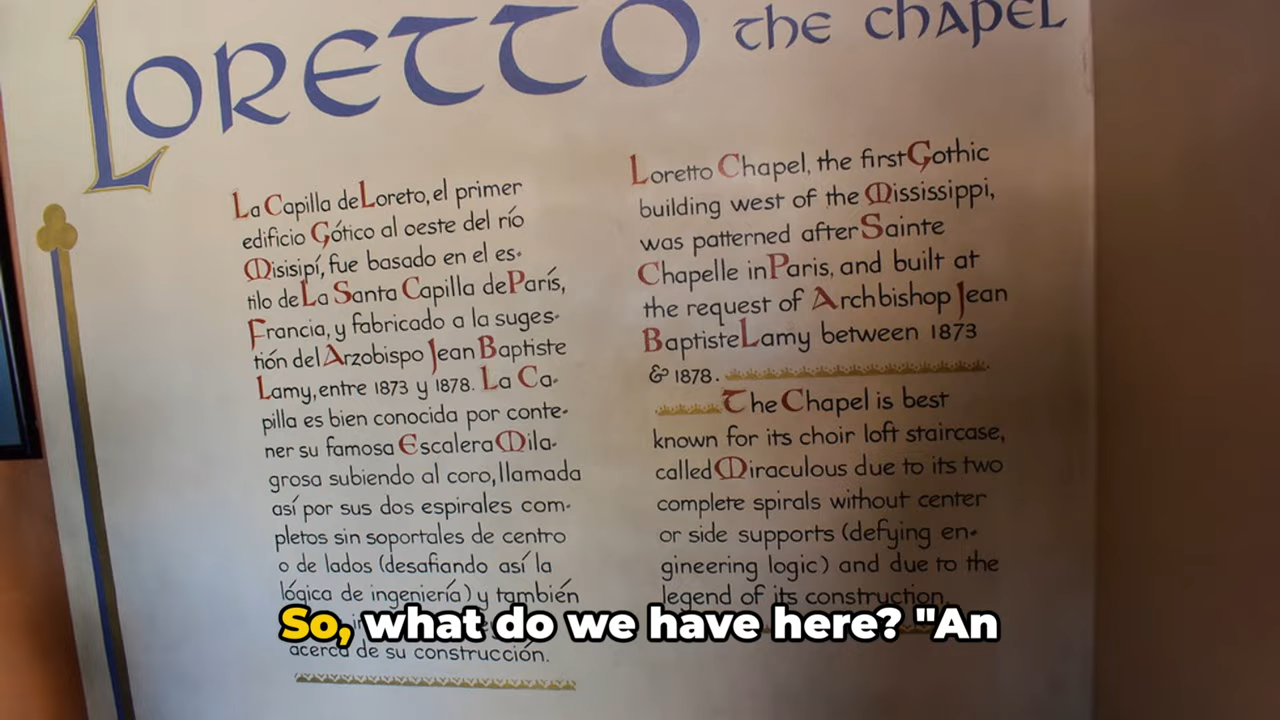 Loretto the chapel
La Capilla de Loreto, el primer
edificio Gótico al oeste del río
Misisipí, fue basado en el es-
tilo de La Santa Capilla de París,
Francia, y fabricado a la suges-
tión del Arzobispo Jean Baptiste
Lamy, entre 1873 y 1878. La Ca-
pilla es bien conocida por conte-
ner su famosa Escalera Mila-
grosa subiendo al coro, llamada
así por sus dos espirales com-
pletos sin soportales de centro
o de lados (desafiando así la
lógica de ingeniería) y también
acerca de su construcción.
Loretto Chapel, the first Gothic
building west of the Mississippi,
was patterned after Sainte
Chapelle in Paris, and built at
the request of Archbishop Jean
Baptiste Lamy between 1873
& 1878.
The Chapel is best
known for its choir loft staircase,
called Miraculous due to its two
complete spirals without center
or side supports (defying en-
gineering logic) and due to the
legend of its construction.
So, what do we have here? "An